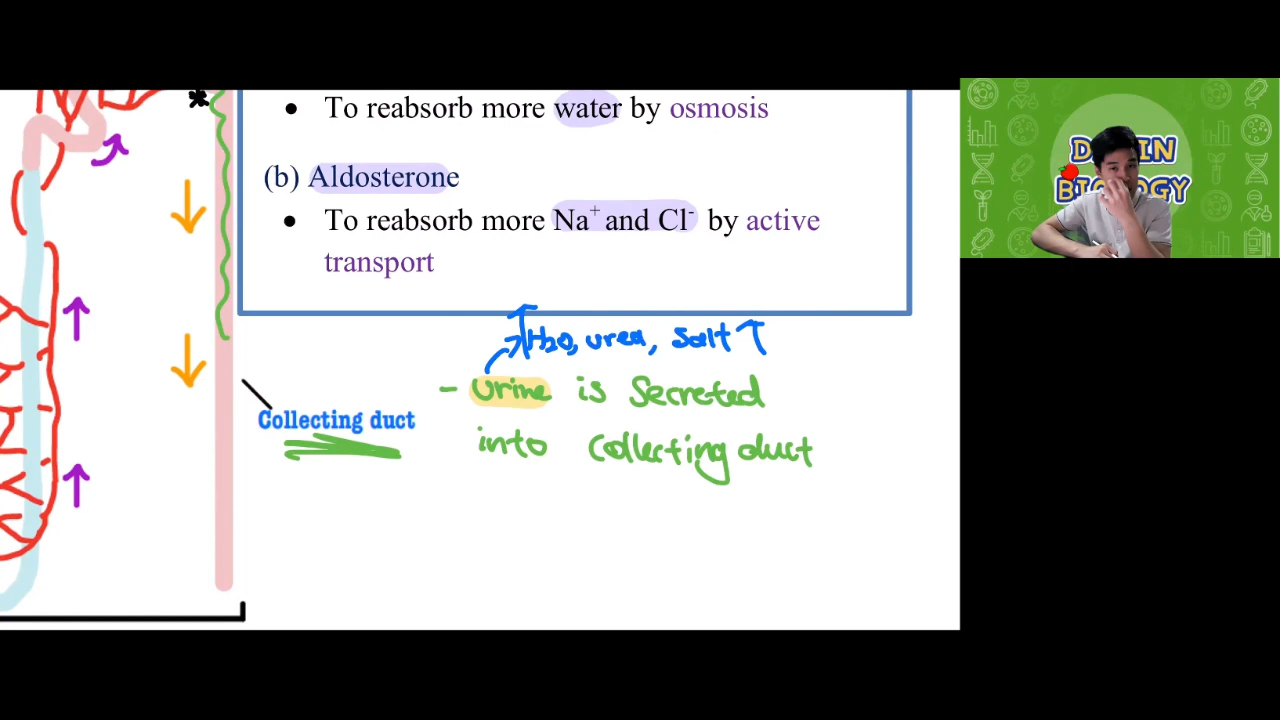 • To reabsorb more water by osmosis
(b) Aldosterone
• To reabsorb more Na⁺ and Cl⁻ by active
transport
H₂O, urea, salt ↑
- Urine is secreted
into collecting duct
Collecting duct
BIOLOGY